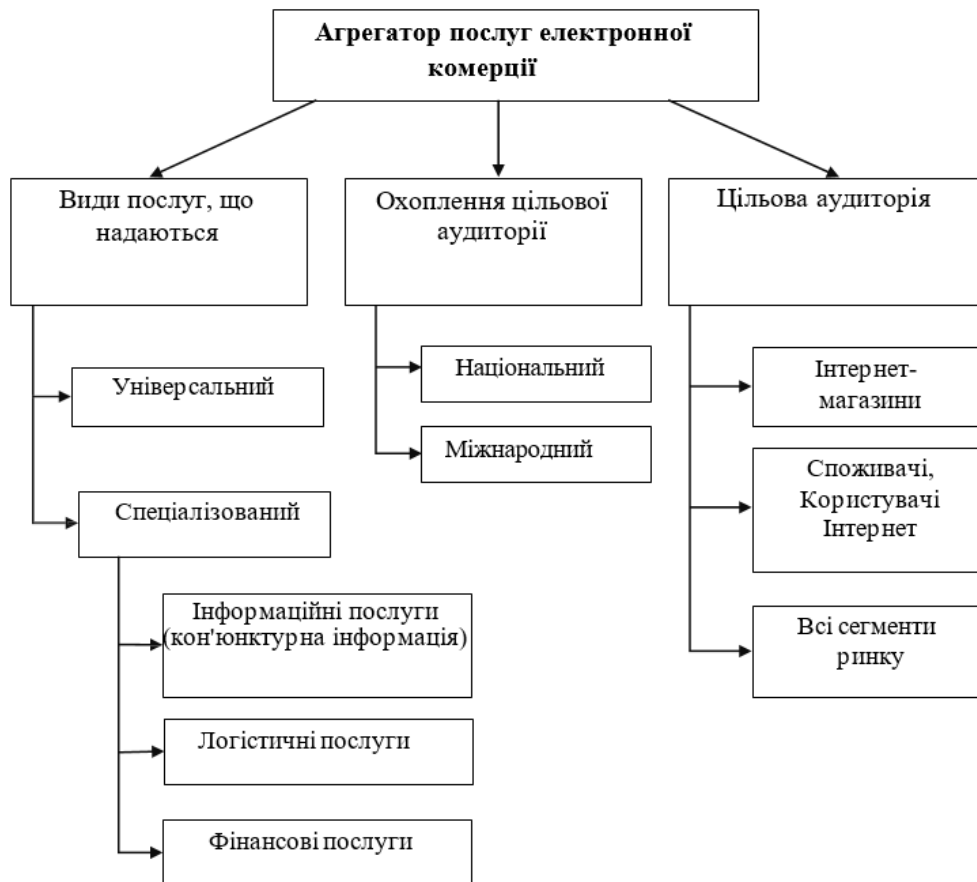 Агрегатор послуг електронної
комерції
Види послуг, що
надаються
Охоплення цільової
аудиторії
Цільова аудиторія
Універсальний
Спеціалізований
Інформаційні послуги
(кон'юнктурна інформація)
Логістичні послуги
Фінансові послуги
Національний
Міжнародний
Інтернет-
магазини
Споживачі,
Користувачі
Інтернет
Всі сегменти
ринку